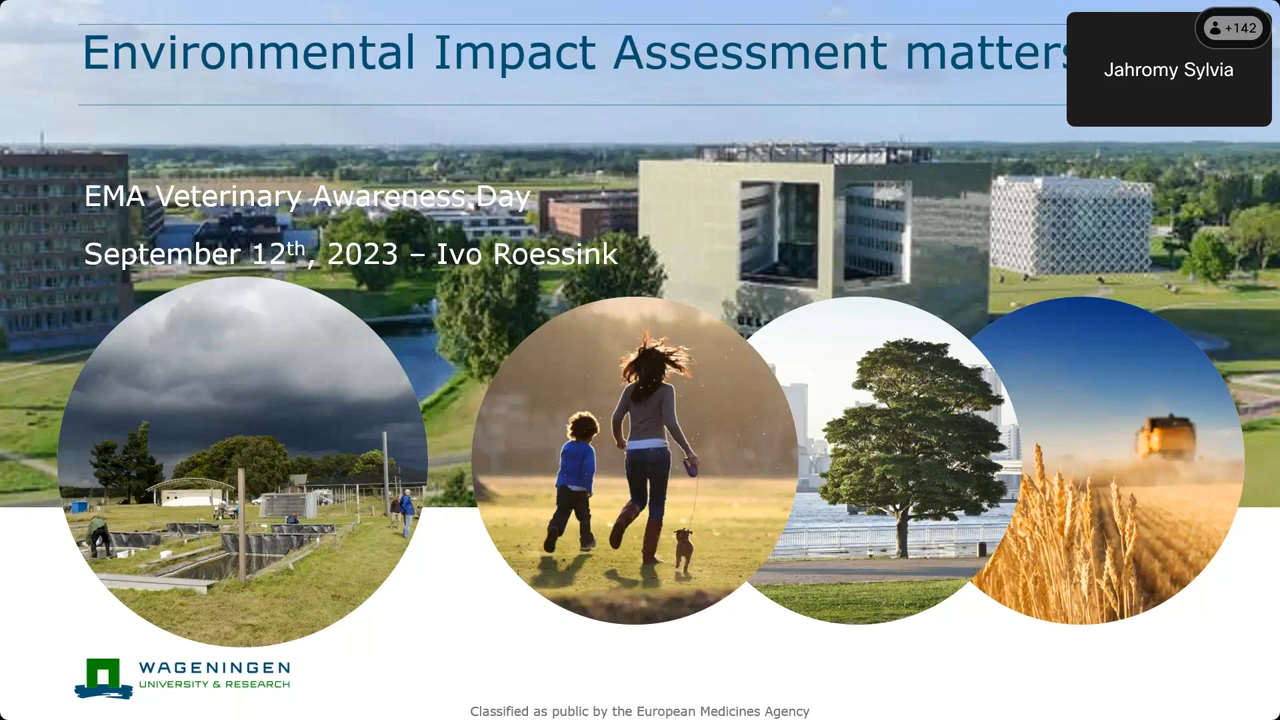 Environmental Impact Assessment matters
+142
Jahromy Sylvia
EMA Veterinary Awareness Day
September 12th, 2023 – Ivo Roessink
WAGENINGEN
UNIVERSITY & RESEARCH
Classified as public by the European Medicines Agency